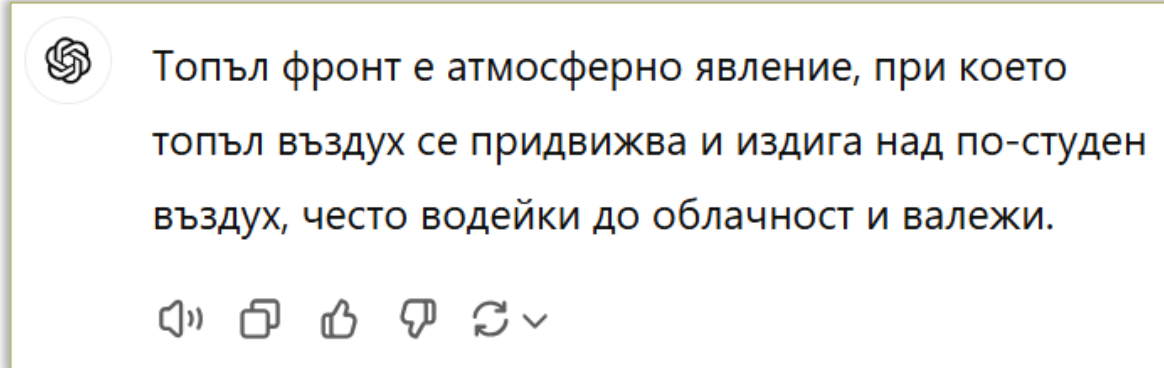 Топъл фронт е атмосферно явление, при което
топъл въздух се придвижва и издига над по-студен
въздух, често водейки до облачност и валежи.